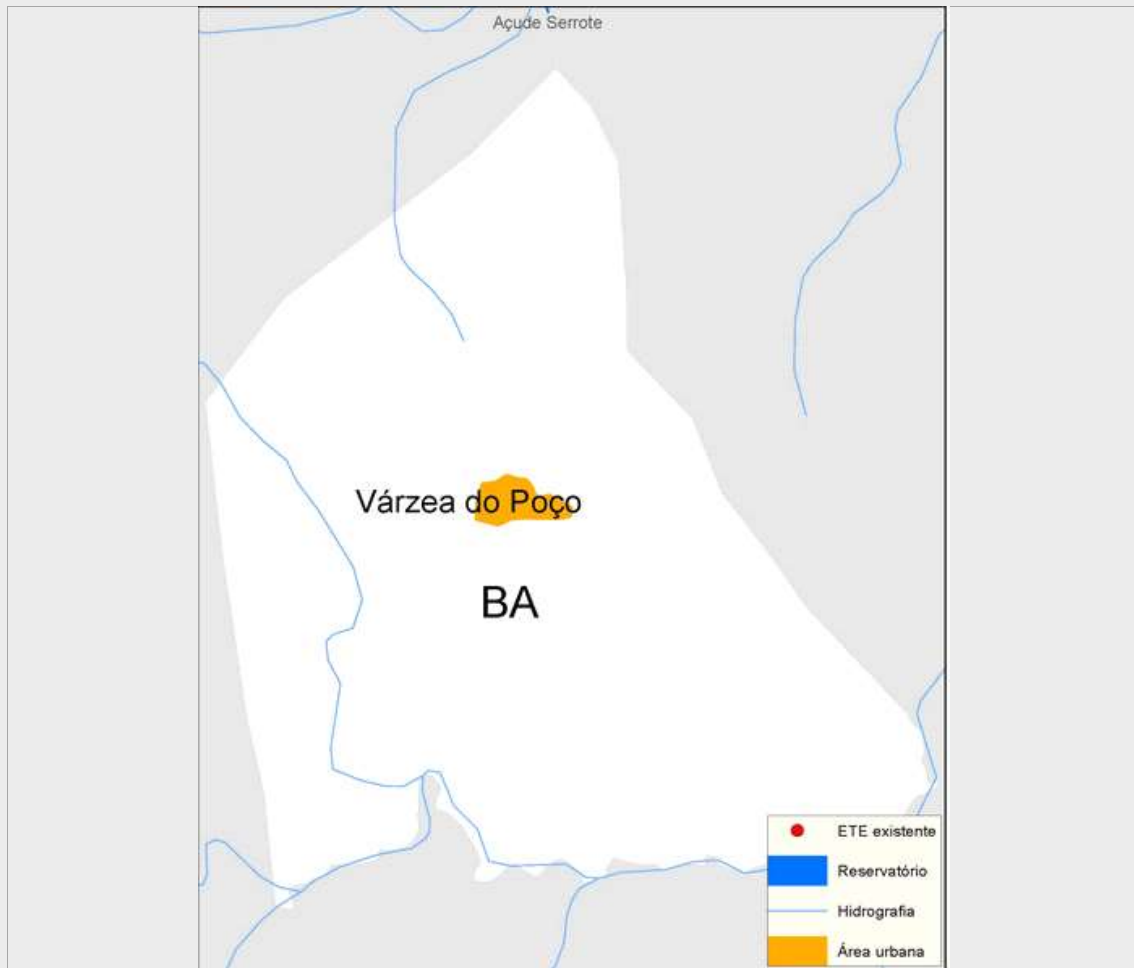 Açude Serrote
Várzea do Poço
BA
ETE existente
Reservatório
Hidrografia
Área urbana